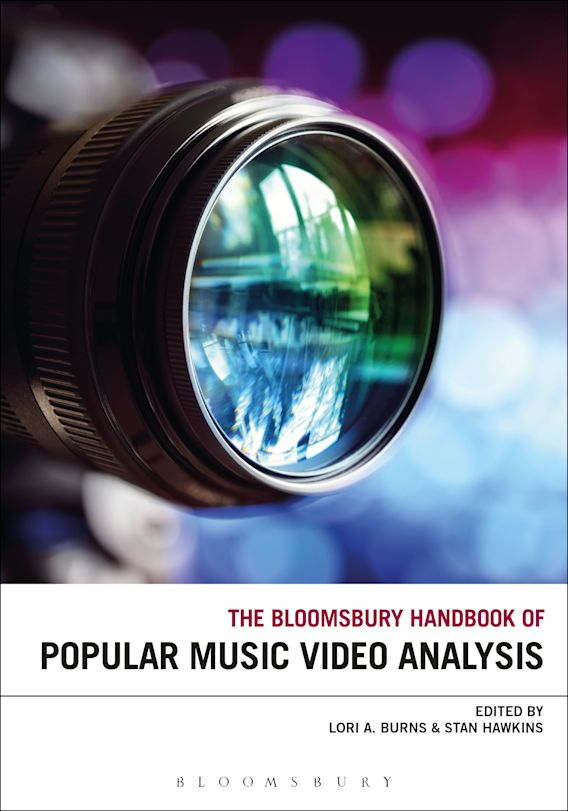 THE BLOOMSBURY HANDBOOK OF
POPULAR MUSIC VIDEO ANALYSIS
EDITED BY
LORI A. BURNS & STAN HAWKINS
BLOOMSBURY